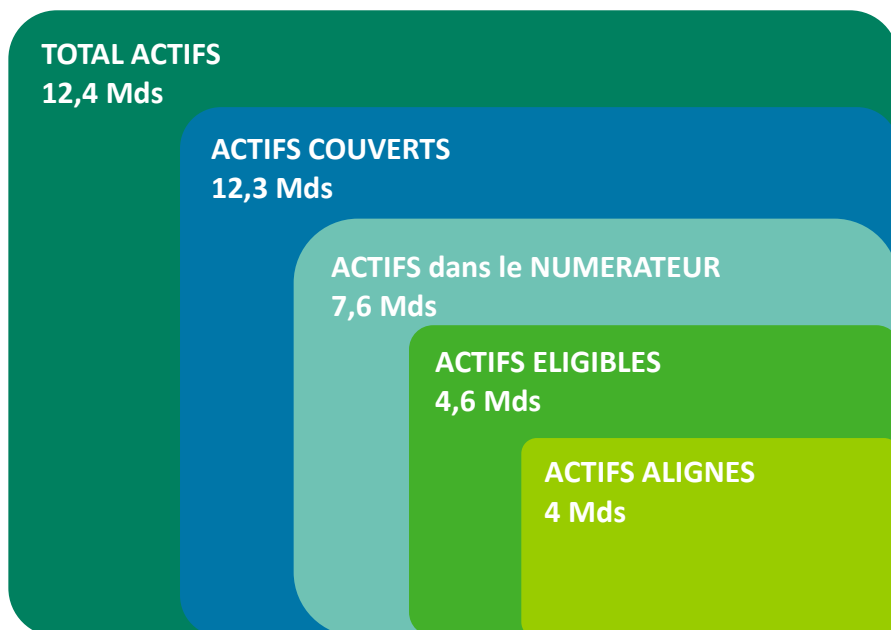 TOTAL ACTIFS
12,4 Mds
ACTIFS COUVERTS
12,3 Mds
ACTIFS dans le NUMERATEUR
7,6 Mds
ACTIFS ELIGIBLES
4,6 Mds
ACTIFS ALIGNES
4 Mds